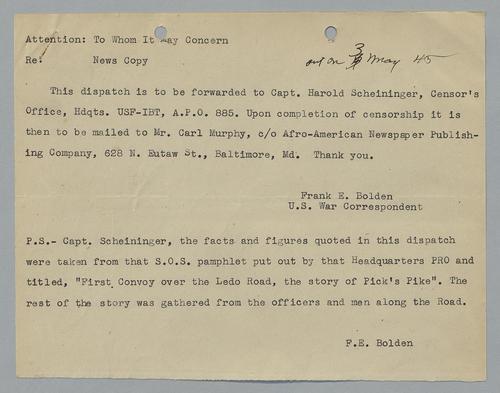 Attention: To Whom It May Concern
Re: News Copy
out on 3 May 45
This dispatch is to be forwarded to Capt. Harold Scheininger, Censor's
Office, Hdqts. USF-IBT, A.P.O. 885. Upon completion of censorship it is
then to be mailed to Mr. Carl Murphy, c/o Afro-American Newspaper Publish-
ing Company, 628 N. Eutaw St., Baltimore, Md. Thank you.
Frank E. Bolden
U.S. War Correspondent
P.S.- Capt. Scheininger, the facts and figures quoted in this dispatch
were taken from that S.O.S. pamphlet put out by that Headquarters PRO and
titled, "First Convoy over the Ledo Road, the story of Pick's Pike". The
rest of the story was gathered from the officers and men along the Road.
F.E. Bolden